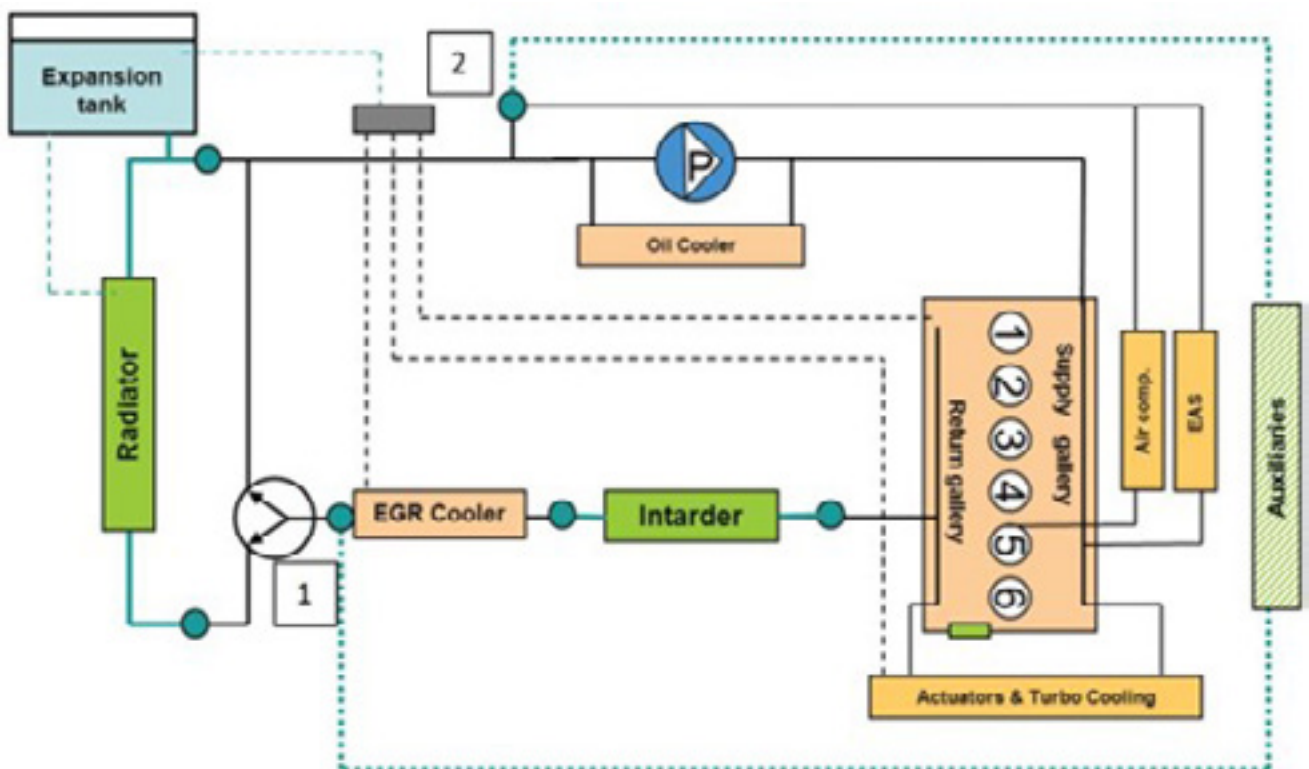 Expansion
tank
2
P
Oil Cooler
Radiator
1
2
3
4
5
6
Supply gallery
Return gallery
Air comp.
EAS
Auxiliaries
EGR Cooler
Intarder
1
Actuators & Turbo Cooling